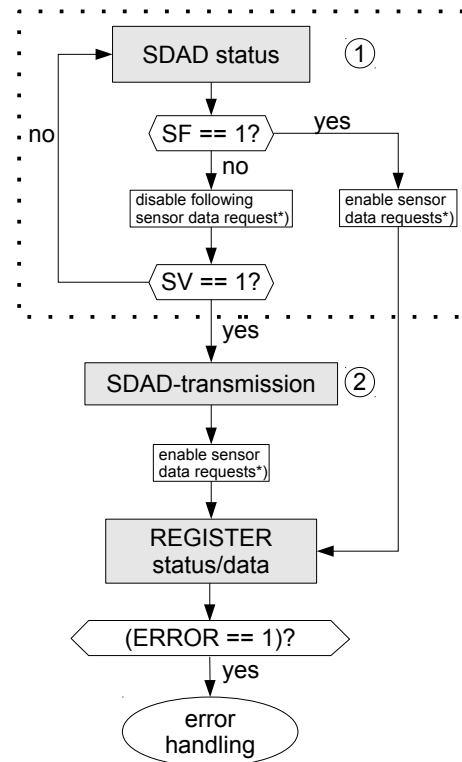 SDAD status
1
SF == 1?
yes
no
no
disable following
sensor data request*)
enable sensor
data requests*)
SV == 1?
yes
SDAD-transmission
2
enable sensor
data requests*)
REGISTER
status/data
(ERROR == 1)?
yes
error
handling